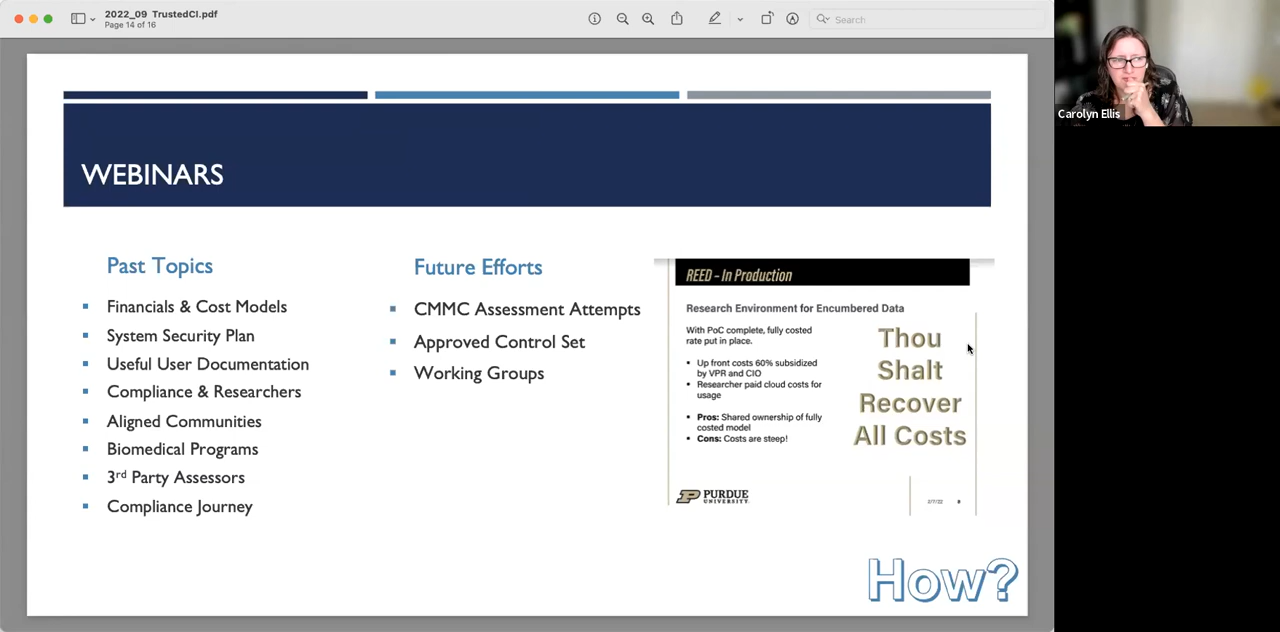 2022_09 TrustedCI.pdf
Page 14 of 16
Search
Carolyn Ellis
WEBINARS
Past Topics
Financials & Cost Models
System Security Plan
Useful User Documentation
Compliance & Researchers
Aligned Communities
Biomedical Programs
3rd Party Assessors
Compliance Journey
Future Efforts
CMMC Assessment Attempts
Approved Control Set
Working Groups
REED - In Production
Research Environment for Encumbered Data
With PoC complete, fully costed
rate put in place.
Up front costs 60% subsidized
by VPR and CIO
Researcher paid cloud costs for
usage
Pros: Shared ownership of fully
costed model
Cons: Costs are steep!
Thou
Shalt
Recover
All Costs
PURDUE
UNIVERSITY
How?